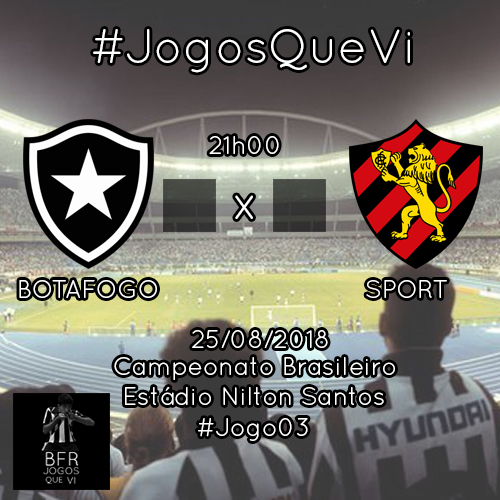 #JogosQueVi
21h00
x
BOTAFOGO
SPORT
25/08/2018
Campeonato Brasileiro
Estádio Nilton Santos
#Jogo03
HYUNDAI
BFR
JOGOS
QUE VI